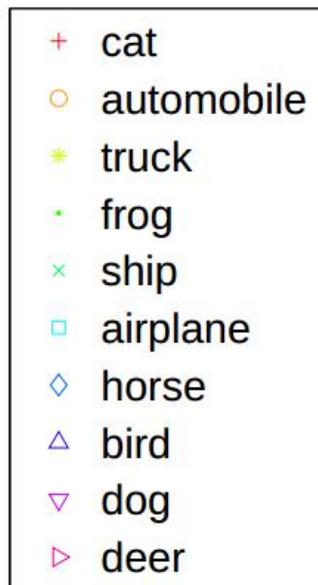 cat
automobile
truck
frog
ship
airplane
horse
bird
dog
deer